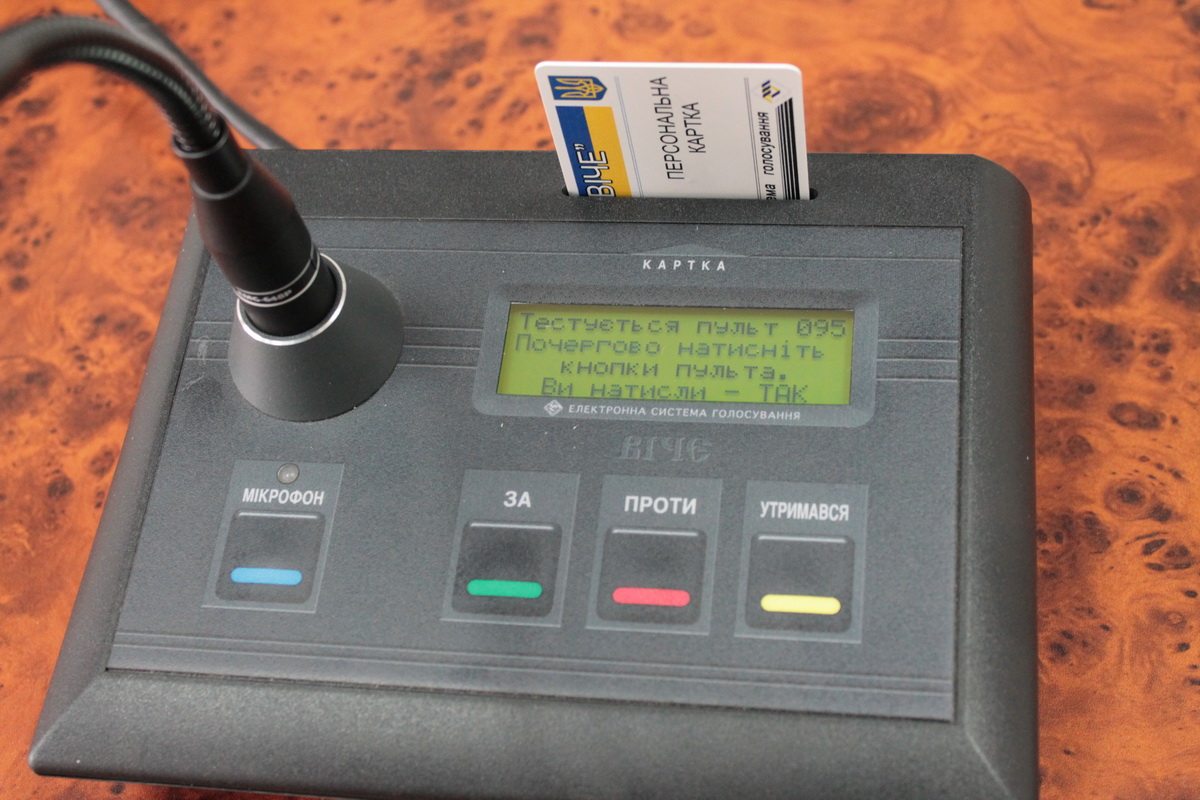 "ВІЧЕ"
ПЕРСОНАЛЬНА
КАРТКА
голосування
КАРТКА
Тестується пульт 095
Почергово натисніть
кнопки пульта.
Ви натисли - ТАК
ЕЛЕКТРОННА СИСТЕМА ГОЛОСУВАННЯ
ВІЧЕ
МІКРОФОН
ЗА
ПРОТИ
УТРИМАВСЯ